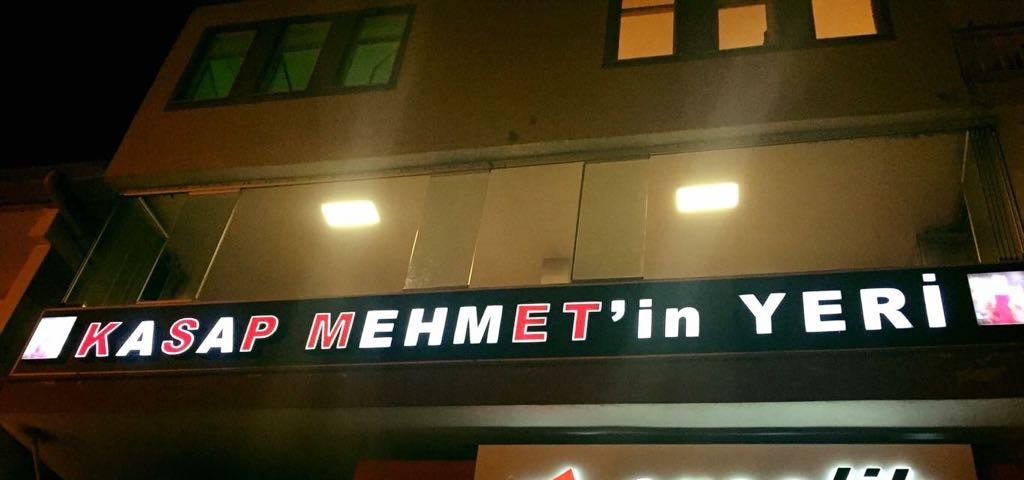 KASAP MEHMET'in YERİ